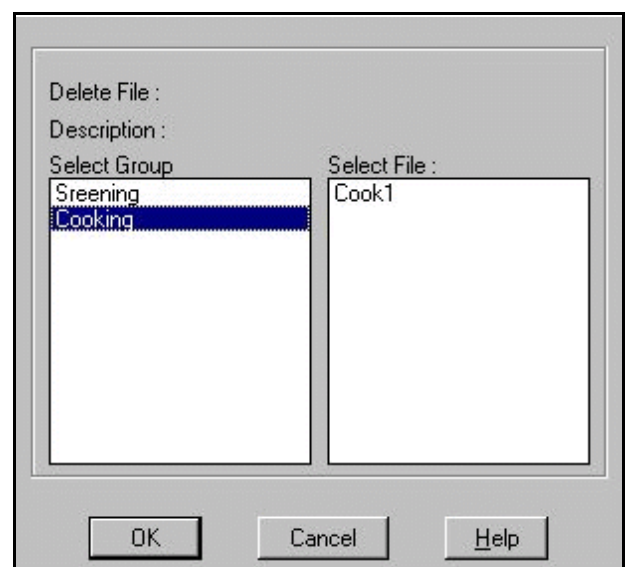 Delete File :
Description :
Select Group
Select File :
Sreening
Cooking
Cook1
OK
Cancel
Help